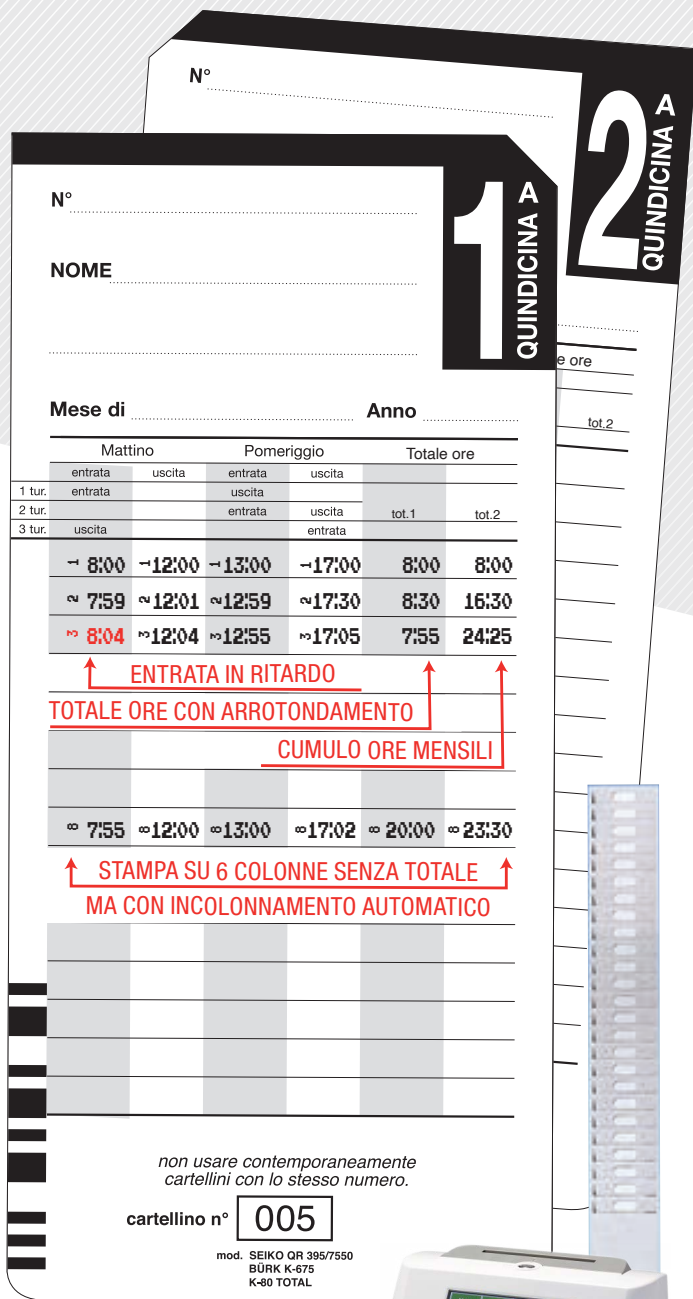 N°
2 A QUINDICINA
N°
1 A QUINDICINA
NOME
e ore
Mese di Anno
tot.2
Mattino Pomeriggio Totale ore
entrata uscita entrata uscita
1 tur. entrata uscita
2 tur. entrata uscita tot.1 tot.2
3 tur. uscita entrata
1 8:00 1 12:00 1 13:00 1 17:00 8:00 8:00
2 7:59 2 12:01 2 12:59 2 17:30 8:30 16:30
3 8:04 3 12:04 3 12:55 3 17:05 7:55 24:25
ENTRATA IN RITARDO
TOTALE ORE CON ARROTONDAMENTO
CUMULO ORE MENSILI
8 7:55 8 12:00 8 13:00 8 17:02 8 20:00 8 23:30
STAMPA SU 6 COLONNE SENZA TOTALE
MA CON INCOLONNAMENTO AUTOMATICO
non usare contemporaneamente
cartellini con lo stesso numero.
cartellino n° 005
mod. SEIKO QR 395/7550
BÜRK K-675
K-80 TOTAL